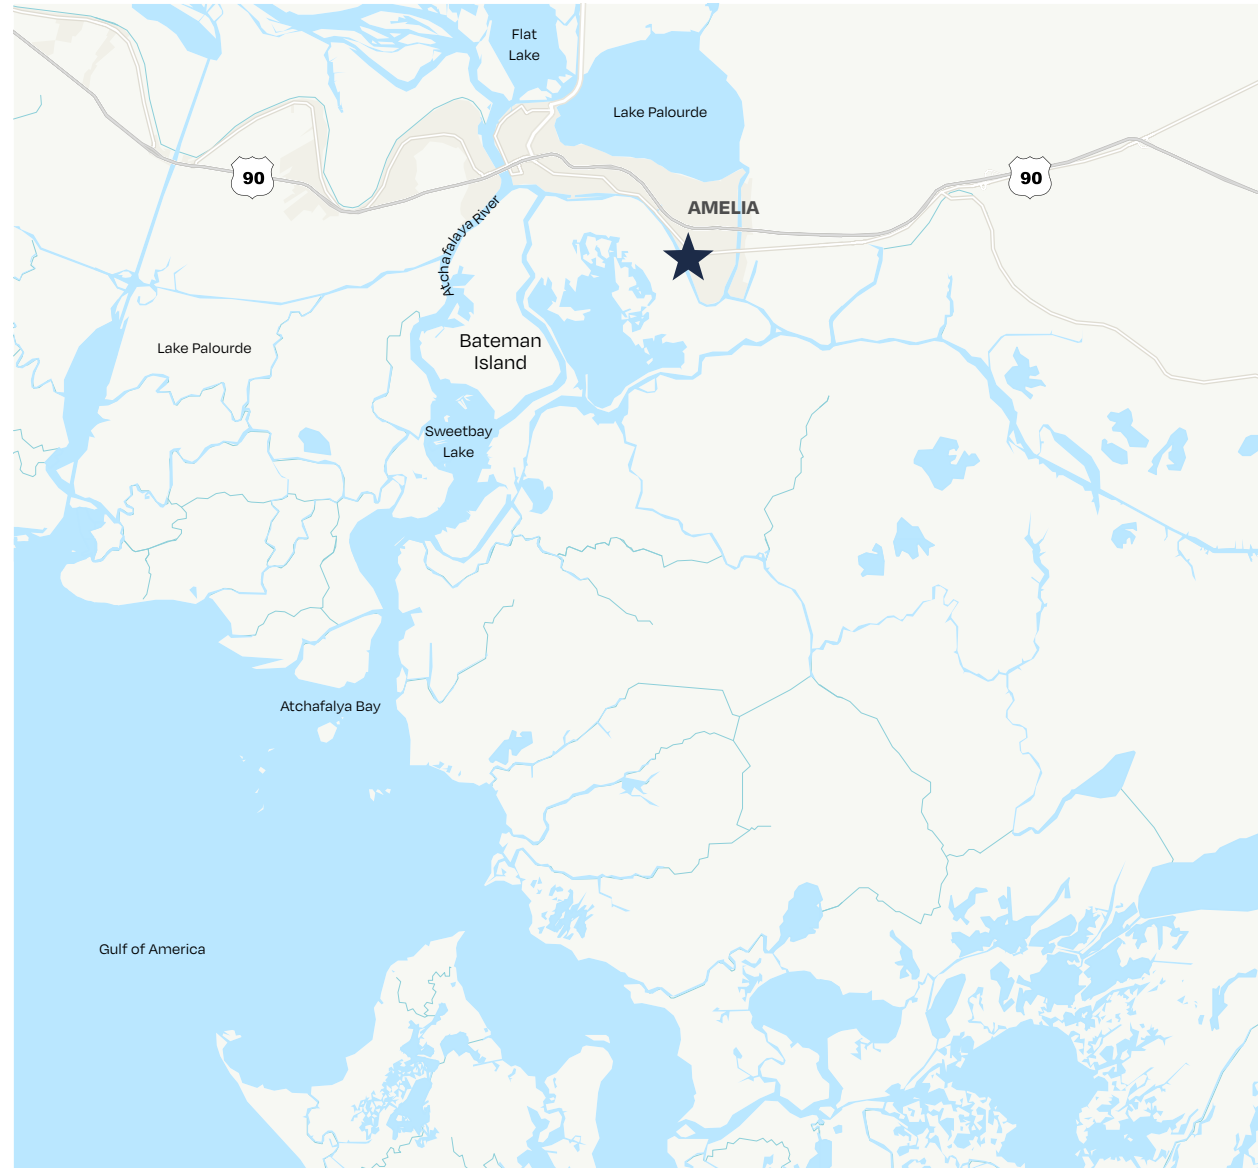 Flat
Lake
Lake Palourde
90
90
AMELIA
Atchafalaya River
Bateman
Island
Lake Palourde
Sweetbay
Lake
Atchafalya Bay
Gulf of America